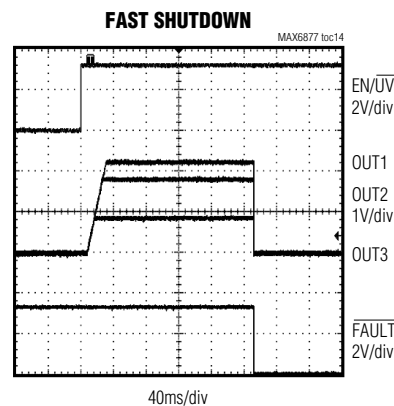 FAST SHUTDOWN
MAX6877 toc14
EN/UV
2V/div
OUT1
OUT2
1V/div
OUT3
FAULT
2V/div
40ms/div